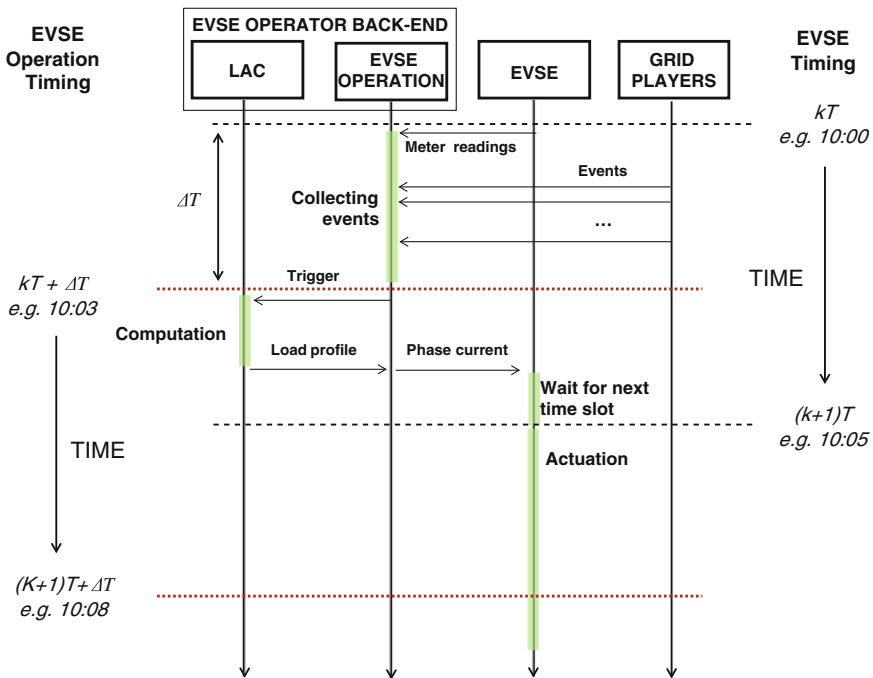 EVSE OPERATOR BACK-END
EVSE
Operation
Timing
LAC
EVSE
OPERATION
EVSE
GRID
PLAYERS
EVSE
Timing
kT
e.g. 10:00
Meter readings
Events
ΔT
Collecting
events
...
TIME
kT + ΔT
e.g. 10:03
Trigger
Computation
Load profile
Phase current
Wait for next
time slot
(k+1)T
e.g. 10:05
TIME
Actuation
(K+1)T+ΔT
e.g. 10:08